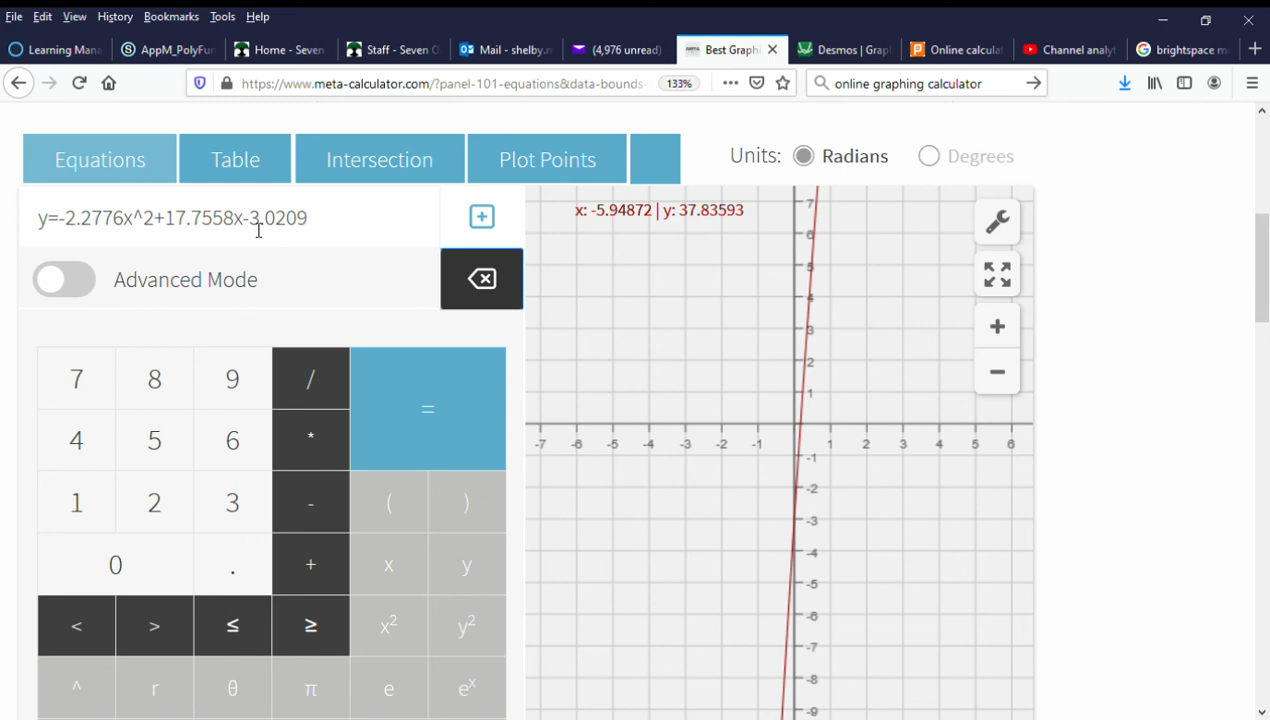 File Edit View History Bookmarks Tools Help
Learning Mana AppM_PolyFun Home - Seven Staff - Seven O Mail - shelby.m (4,976 unread) Best Graphi Desmos | Grap Online calcula Channel analyt brightspace m
https://www.meta-calculator.com/?panel-101-equations&data-bounds- 133% online graphing calculator
Equations Table Intersection Plot Points Units: Radians Degrees
y=-2.2776x^2+17.7558x-3.0209
x: -5.94872 | y: 37.83593
Advanced Mode
7 8 9 / =
4 5 6 *
1 2 3 - ( )
0 . + x y
< > ≤ ≥ x² y²
^ r θ π e eˣ
7
6
5
4
3
2
1
-7 -6 -5 -4 -3 -2 -1 1 2 3 4 5 6
-1
-2
-3
-4
-5
-6
-7
-8
-9